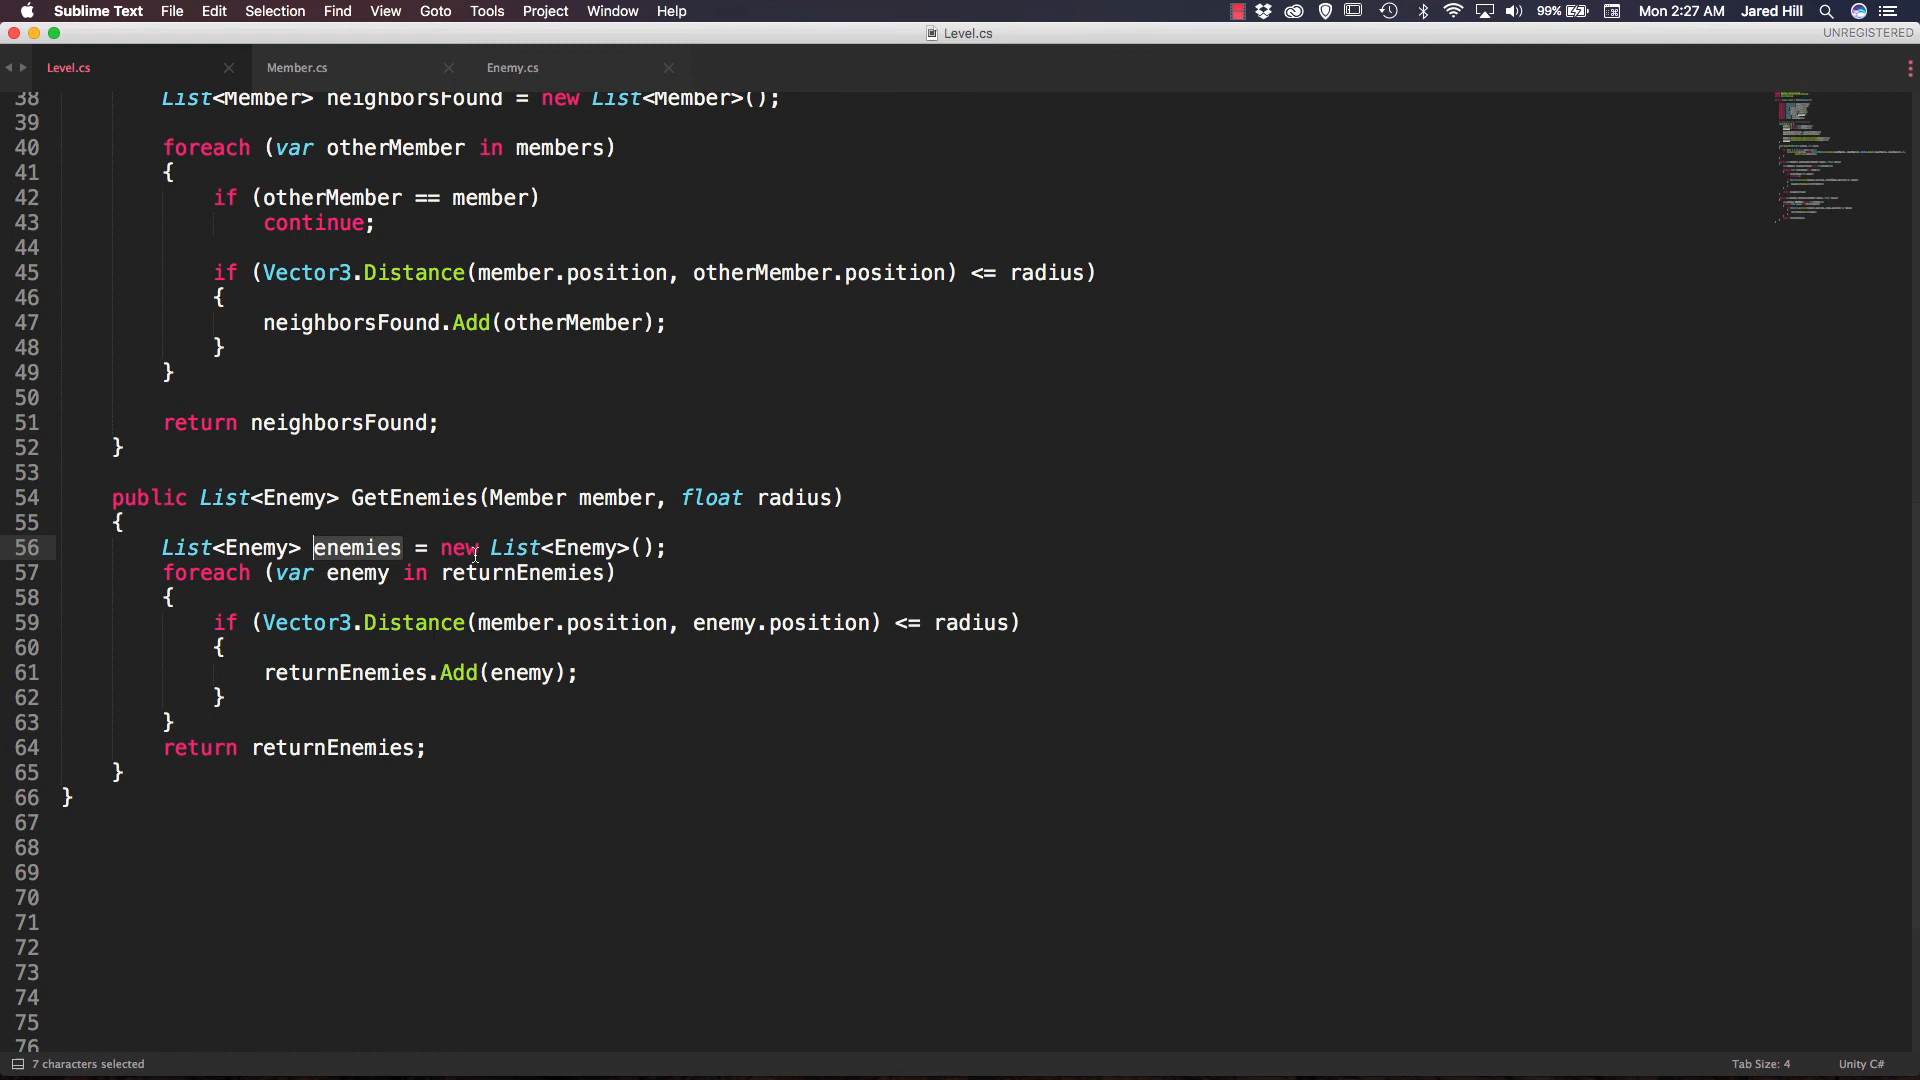 Sublime Text File Edit Selection Find View Goto Tools Project Window Help 99% Mon 2:27 AM Jared Hill
Level.cs UNREGISTERED
Level.cs Member.cs Enemy.cs
38 List<Member> neighborsFound = new List<Member>();
39
40 foreach (var otherMember in members)
41 {
42 if (otherMember == member)
43 continue;
44
45 if (Vector3.Distance(member.position, otherMember.position) <= radius)
46 {
47 neighborsFound.Add(otherMember);
48 }
49 }
50
51 return neighborsFound;
52 }
53
54 public List<Enemy> GetEnemies(Member member, float radius)
55 {
56 List<Enemy> enemies = new List<Enemy>();
57 foreach (var enemy in returnEnemies)
58 {
59 if (Vector3.Distance(member.position, enemy.position) <= radius)
60 {
61 returnEnemies.Add(enemy);
62 }
63 }
64 return returnEnemies;
65 }
66 }
67
68
69
70
71
72
73
74
75
76
7 characters selected Tab Size: 4 Unity C#